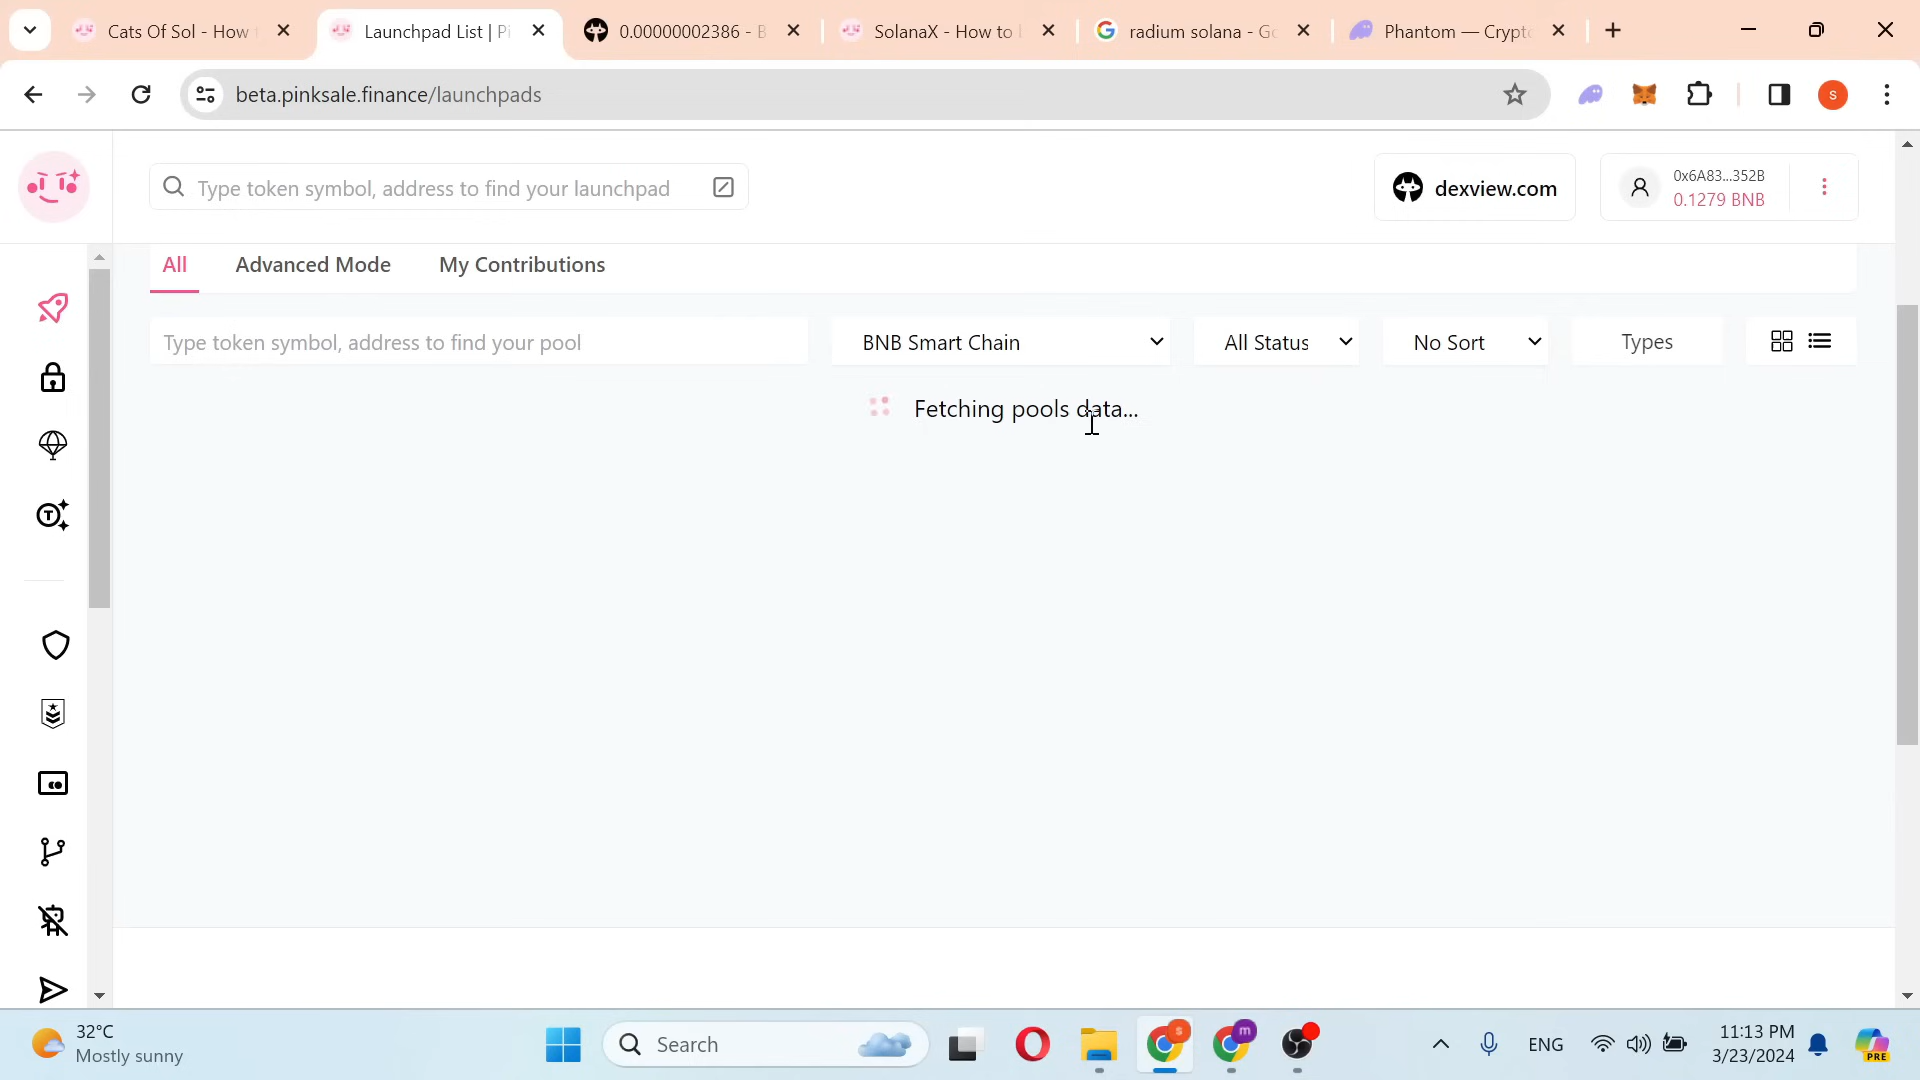 Cats Of Sol - How
Launchpad List | Pi
0.00000002386 - B
SolanaX - How to
radium solana - Go
Phantom — Crypto
beta.pinksale.finance/launchpads
s
Type token symbol, address to find your launchpad
dexview.com
0x6A83...352B
0.1279 BNB
All
Advanced Mode
My Contributions
Type token symbol, address to find your pool
BNB Smart Chain
All Status
No Sort
Types
Fetching pools data...
32°C
Mostly sunny
Search
s
m
ENG
11:13 PM
3/23/2024
PRE